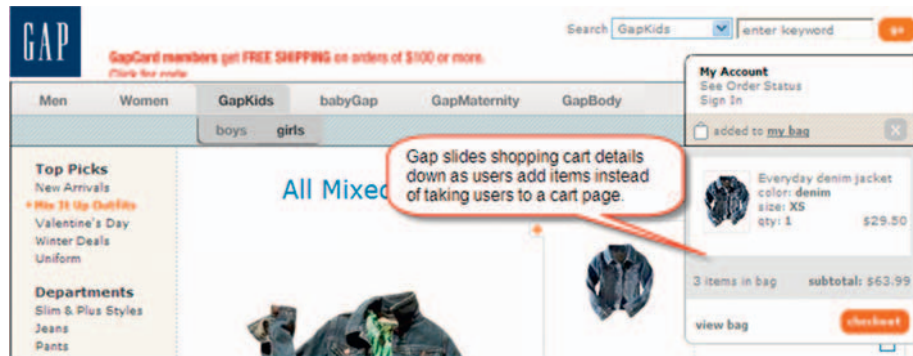 GAP
Search GapKids enter keyword go
GapCard members get FREE SHIPPING on orders of $100 or more.
Click for code
My Account
See Order Status
Sign In
Men Women GapKids babyGap GapMaternity GapBody
boys girls
added to my bag
Gap slides shopping cart details
down as users add items instead
of taking users to a cart page.
Top Picks
New Arrivals
Mix It Up Outfits
Valentine's Day
Winter Deals
Uniform
All Mixed
Everyday denim jacket
color: denim
size: XS
qty: 1 $29.50
3 items in bag subtotal: $63.99
Departments
Slim & Plus Styles
Jeans
Pants
view bag checkout